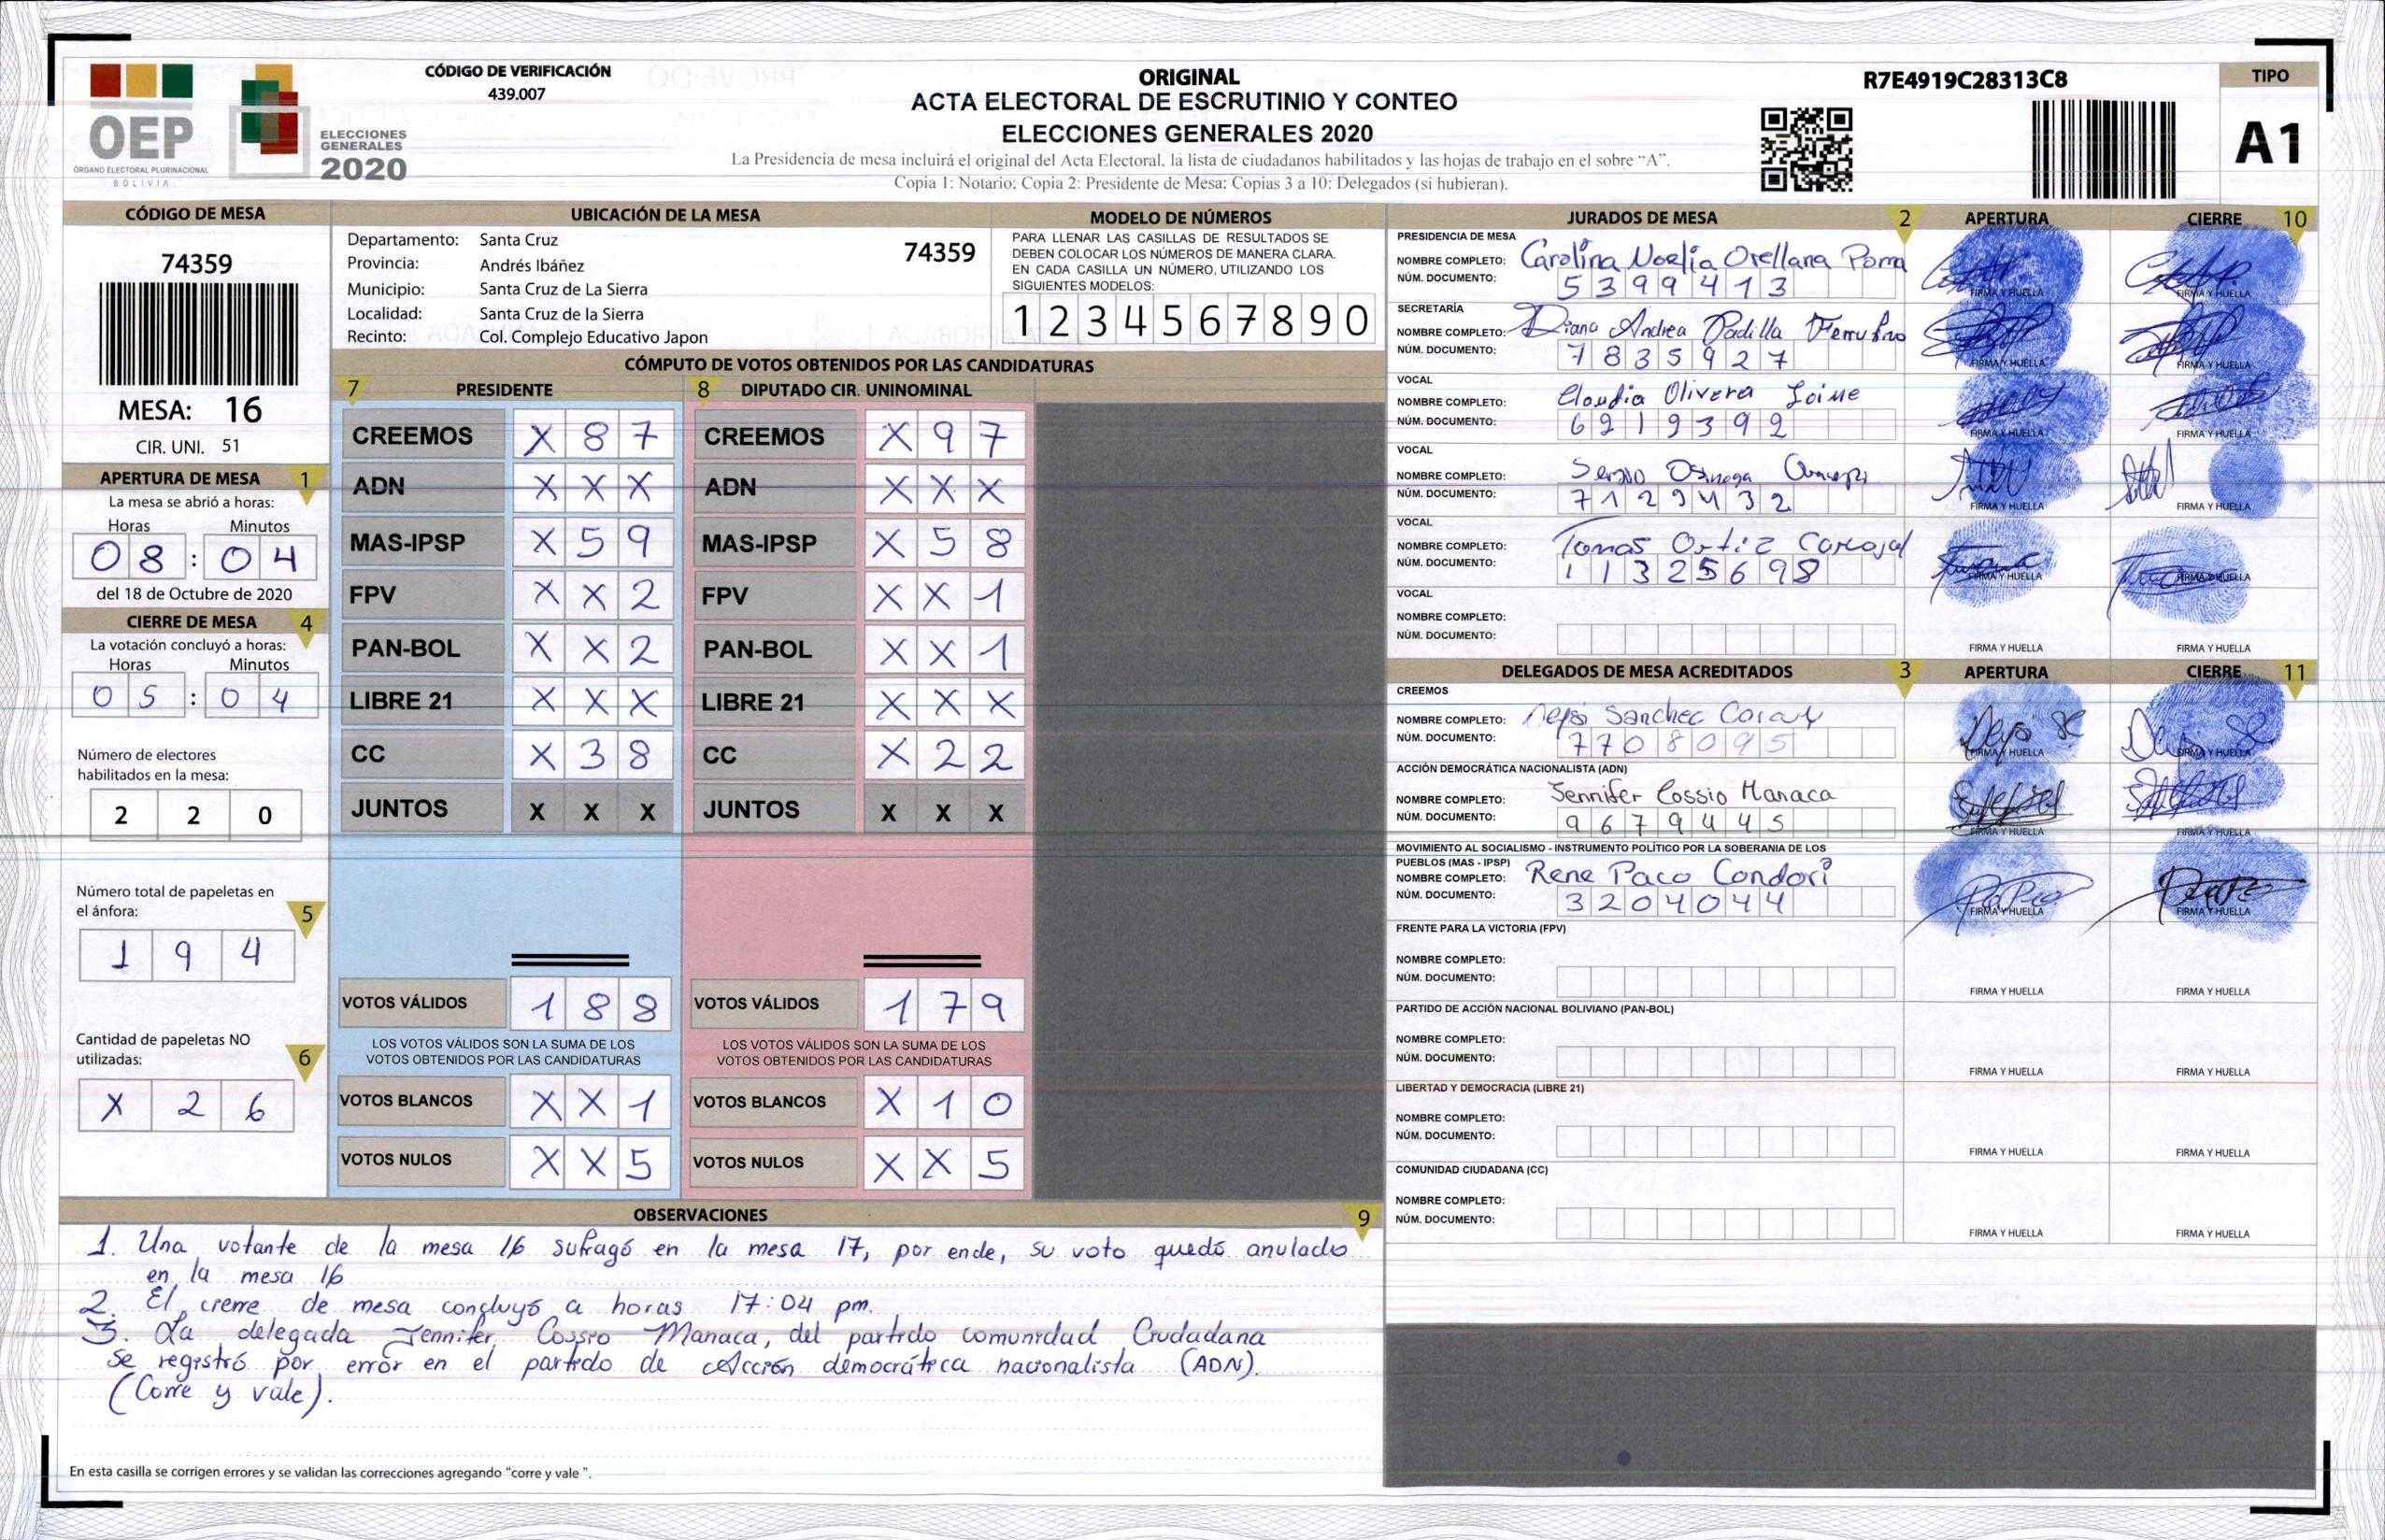 CÓDIGO DE VERIFICACIÓN
439.007
ORIGINAL
ACTA ELECTORAL DE ESCRUTINIO Y CONTEO
ELECCIONES GENERALES 2020
La Presidencia de mesa incluirá el original del Acta Electoral, la lista de ciudadanos habilitados y las hojas de trabajo en el sobre "A".
Copia 1: Notario; Copia 2: Presidente de Mesa: Copias 3 a 10: Delegados (si hubieran).
R7E4919C28313C8
TIPO
A1
OEP
ÓRGANO ELECTORAL PLURINACIONAL
BOLIVIA
ELECCIONES
GENERALES
2020
CÓDIGO DE MESA
74359
MESA: 16
CIR. UNI. 51
APERTURA DE MESA 1
La mesa se abrió a horas:
Horas Minutos
08 : 04
del 18 de Octubre de 2020
CIERRE DE MESA 4
La votación concluyó a horas:
Horas Minutos
05 : 04
Número de electores
habilitados en la mesa:
2 2 0
Número total de papeletas en
el ánfora: 5
1 9 4
Cantidad de papeletas NO
utilizadas: 6
X 2 6
UBICACIÓN DE LA MESA
Departamento: Santa Cruz 74359
Provincia: Andrés Ibáñez
Municipio: Santa Cruz de La Sierra
Localidad: Santa Cruz de la Sierra
Recinto: Col. Complejo Educativo Japon
MODELO DE NÚMEROS
PARA LLENAR LAS CASILLAS DE RESULTADOS SE
DEBEN COLOCAR LOS NÚMEROS DE MANERA CLARA.
EN CADA CASILLA UN NÚMERO, UTILIZANDO LOS
SIGUIENTES MODELOS:
1 2 3 4 5 6 7 8 9 0
CÓMPUTO DE VOTOS OBTENIDOS POR LAS CANDIDATURAS
7 PRESIDENTE 8 DIPUTADO CIR. UNINOMINAL
CREEMOS X 8 7 CREEMOS X 9 7
ADN X X X ADN X X X
MAS-IPSP X 5 9 MAS-IPSP X 5 8
FPV X X 2 FPV X X 1
PAN-BOL X X 2 PAN-BOL X X 1
LIBRE 21 X X X LIBRE 21 X X X
CC X 3 8 CC X 2 2
JUNTOS X X X JUNTOS X X X
VOTOS VÁLIDOS 1 8 8 VOTOS VÁLIDOS 1 7 9
LOS VOTOS VÁLIDOS SON LA SUMA DE LOS LOS VOTOS VÁLIDOS SON LA SUMA DE LOS
VOTOS OBTENIDOS POR LAS CANDIDATURAS VOTOS OBTENIDOS POR LAS CANDIDATURAS
VOTOS BLANCOS X X 1 VOTOS BLANCOS X 1 0
VOTOS NULOS X X 5 VOTOS NULOS X X 5
OBSERVACIONES 9
1. Una votante de la mesa 16 sufragó en la mesa 17, por ende, su voto quedó anulado
en la mesa 16
2. El cierre de mesa concluyó a horas 17:04 pm.
3. La delegada Jennifer Cossio Manaca, del partido comunidad Ciudadana
se registró por error en el partido de Acción democrática nacionalista (ADN).
(Corre y vale).
En esta casilla se corrigen errores y se validan las correcciones agregando "corre y vale ".
JURADOS DE MESA 2 APERTURA CIERRE 10
PRESIDENCIA DE MESA
NOMBRE COMPLETO: Carolina Noelia Orellana Poma
NÚM. DOCUMENTO: 5399413 FIRMA Y HUELLA FIRMA Y HUELLA
SECRETARÍA
NOMBRE COMPLETO: Diana Andrea Padilla Ferrufino
NÚM. DOCUMENTO: 7835927 FIRMA Y HUELLA FIRMA Y HUELLA
VOCAL
NOMBRE COMPLETO: Claudia Olivera Loime
NÚM. DOCUMENTO: 6219392 FIRMA Y HUELLA FIRMA Y HUELLA
VOCAL
NOMBRE COMPLETO: Sergio Osinaga
NÚM. DOCUMENTO: 7129432 FIRMA Y HUELLA FIRMA Y HUELLA
VOCAL
NOMBRE COMPLETO: Tomas Ortiz Carvajal
NÚM. DOCUMENTO: 11325698 FIRMA Y HUELLA FIRMA Y HUELLA
VOCAL
NOMBRE COMPLETO:
NÚM. DOCUMENTO: FIRMA Y HUELLA FIRMA Y HUELLA
DELEGADOS DE MESA ACREDITADOS 3 APERTURA CIERRE 11
CREEMOS
NOMBRE COMPLETO: Sanchec
NÚM. DOCUMENTO: 7708095 FIRMA Y HUELLA FIRMA Y HUELLA
ACCIÓN DEMOCRÁTICA NACIONALISTA (ADN)
NOMBRE COMPLETO: Jennifer Cossio Manaca
NÚM. DOCUMENTO: 9679445 FIRMA Y HUELLA FIRMA Y HUELLA
MOVIMIENTO AL SOCIALISMO - INSTRUMENTO POLÍTICO POR LA SOBERANIA DE LOS
PUEBLOS (MAS - IPSP)
NOMBRE COMPLETO: Rene Paco Condori
NÚM. DOCUMENTO: 3204044 FIRMA Y HUELLA FIRMA Y HUELLA
FRENTE PARA LA VICTORIA (FPV)
NOMBRE COMPLETO:
NÚM. DOCUMENTO: FIRMA Y HUELLA FIRMA Y HUELLA
PARTIDO DE ACCIÓN NACIONAL BOLIVIANO (PAN-BOL)
NOMBRE COMPLETO:
NÚM. DOCUMENTO: FIRMA Y HUELLA FIRMA Y HUELLA
LIBERTAD Y DEMOCRACIA (LIBRE 21)
NOMBRE COMPLETO:
NÚM. DOCUMENTO: FIRMA Y HUELLA FIRMA Y HUELLA
COMUNIDAD CIUDADANA (CC)
NOMBRE COMPLETO:
NÚM. DOCUMENTO: FIRMA Y HUELLA FIRMA Y HUELLA